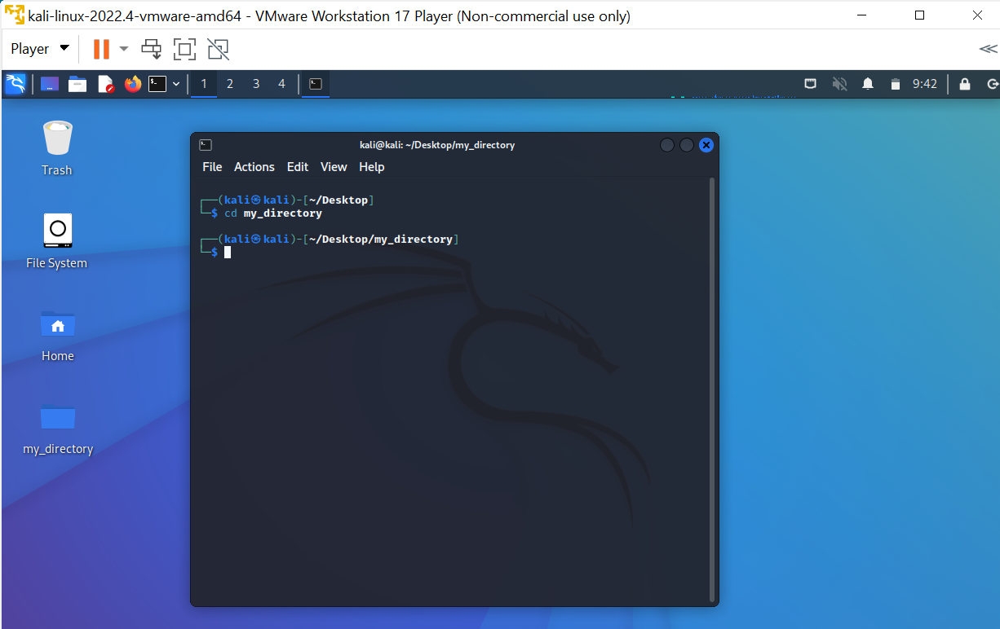 kali-linux-2022.4-vmware-amd64 - VMware Workstation 17 Player (Non-commercial use only)
Player
1 2 3 4 9:42
Trash
File System
Home
my_directory
kali@kali: ~/Desktop/my_directory
File Actions Edit View Help
┌──(kali㉿kali)-[~/Desktop]
└─$ cd my_directory
┌──(kali㉿kali)-[~/Desktop/my_directory]
└─$